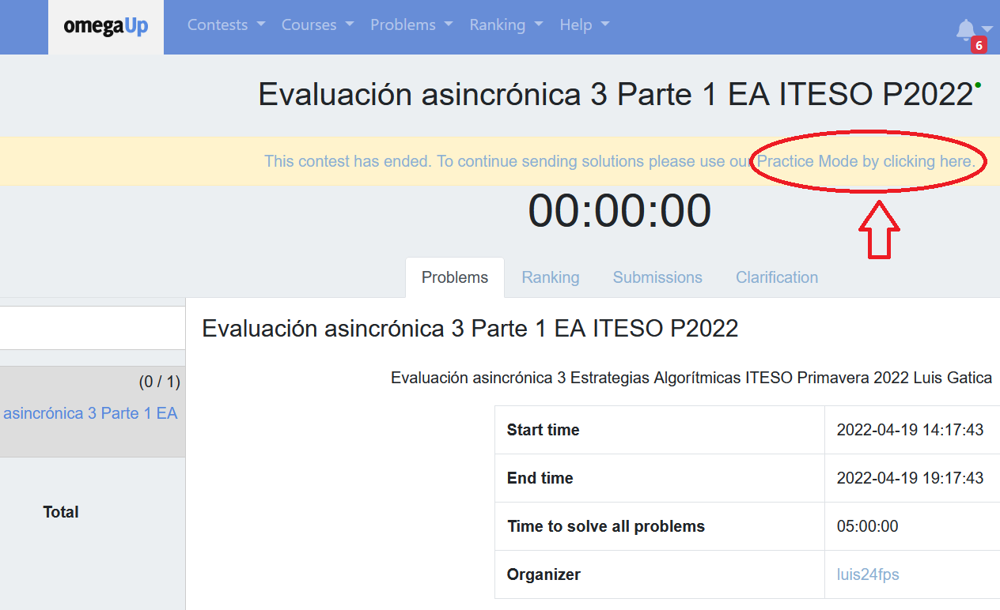 omegaUp
Contests Courses Problems Ranking Help
6
Evaluación asincrónica 3 Parte 1 EA ITESO P2022
This contest has ended. To continue sending solutions please use our Practice Mode by clicking here.
00:00:00
Problems Ranking Submissions Clarification
Evaluación asincrónica 3 Parte 1 EA ITESO P2022
(0 / 1)
asincrónica 3 Parte 1 EA
Total
Evaluación asincrónica 3 Estrategias Algorítmicas ITESO Primavera 2022 Luis Gatica
Start time 2022-04-19 14:17:43
End time 2022-04-19 19:17:43
Time to solve all problems 05:00:00
Organizer luis24fps